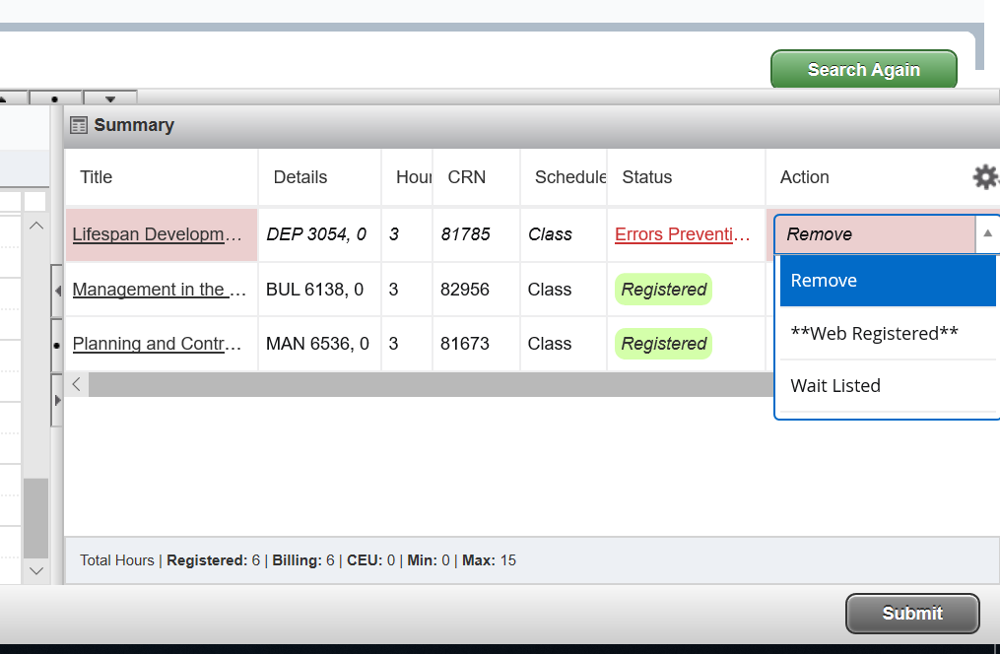 Search Again
Summary
Title Details Hour CRN Schedule Status Action
Lifespan Developm... DEP 3054, 0 3 81785 Class Errors Preventi... Remove
Remove
Management in the ... BUL 6138, 0 3 82956 Class Registered
**Web Registered**
Planning and Contr... MAN 6536, 0 3 81673 Class Registered
Wait Listed
Total Hours | Registered: 6 | Billing: 6 | CEU: 0 | Min: 0 | Max: 15
Submit